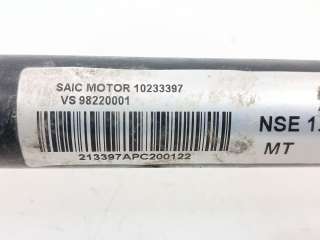 SAIC MOTOR 10233397
VS 98220001
213397APC200122
NSE 1.
MT